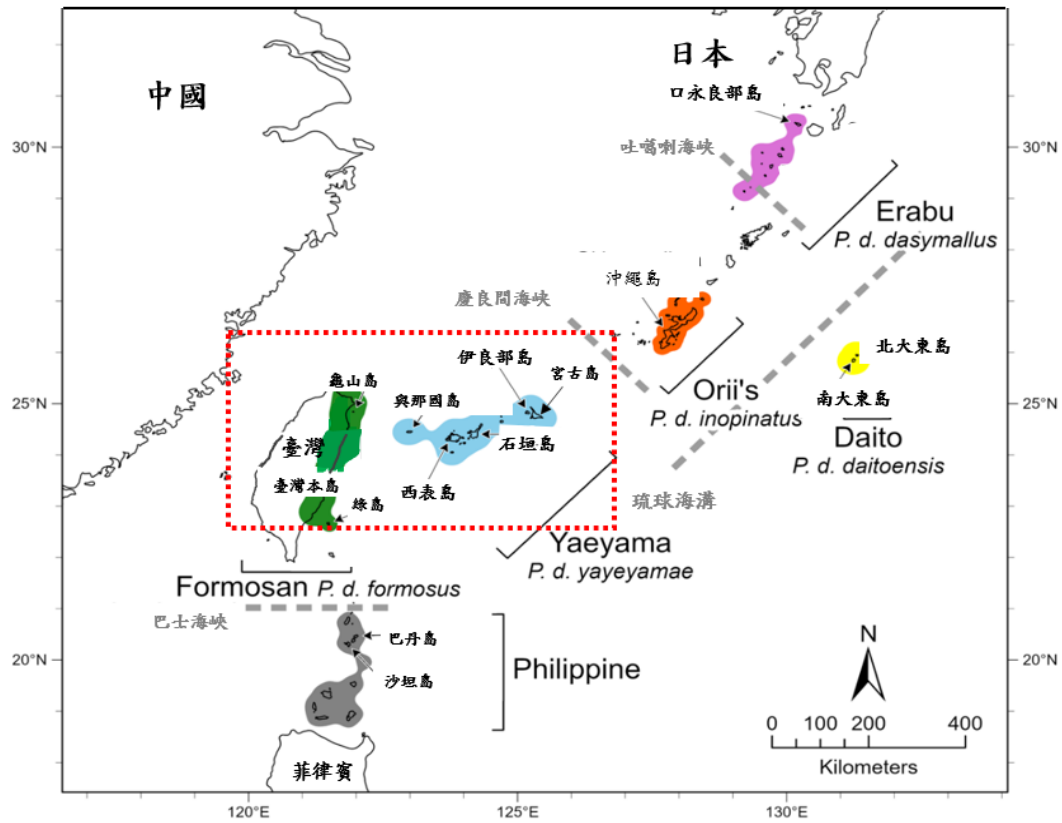 中國
日本
口永良部島
吐噶喇海峽
30°N
30°N
Erabu
P. d. dasymallus
沖繩島
慶良間海峽
伊良部島
宮古島
北大東島
南大東島
Orii's
P. d. inopinatus
Daito
P. d. daitoensis
25°N
25°N
龜山島
與那國島
臺灣
石垣島
西表島
臺灣本島
綠島
琉球海溝
Yaeyama
P. d. yayeyamae
Formosan P. d. formosus
巴士海峽
巴丹島
沙坦島
Philippine
20°N
20°N
N
0 100 200 400
Kilometers
菲律賓
120°E
125°E
130°E